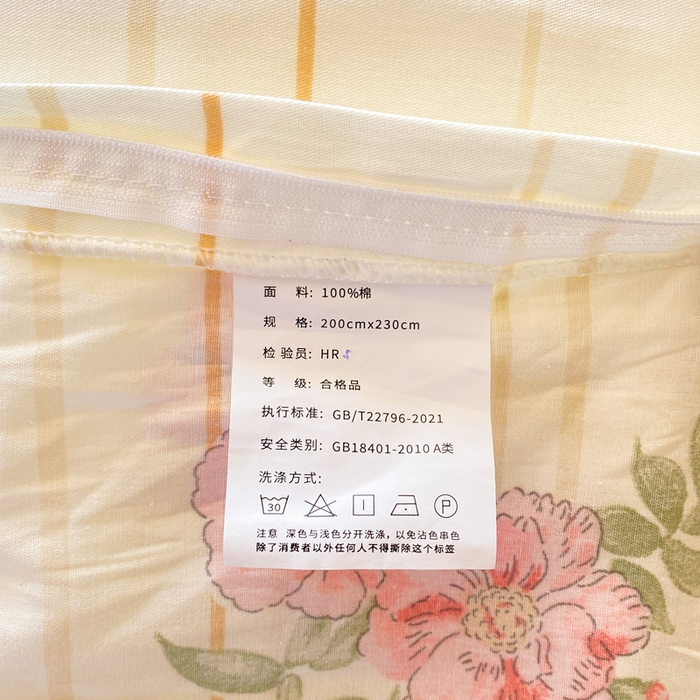 面 料: 100%棉
规 格: 200cmx230cm
检 验员: HR
等 级: 合格品
执行标准: GB/T22796-2021
安全类别: GB18401-2010 A类
洗涤方式:
30 P
注意 深色与浅色分开洗涤，以免沾色串色
除了消费者以外任何人不得撕除这个标签